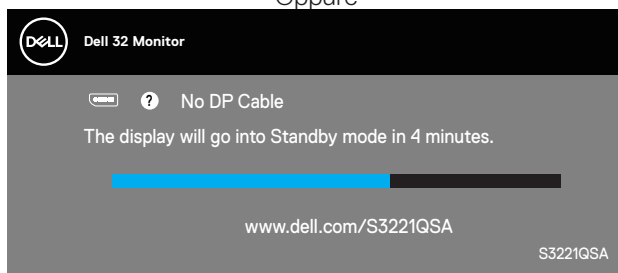 Oppure
DELL
Dell 32 Monitor
? No DP Cable
The display will go into Standby mode in 4 minutes.
www.dell.com/S3221QSA
S3221QSA